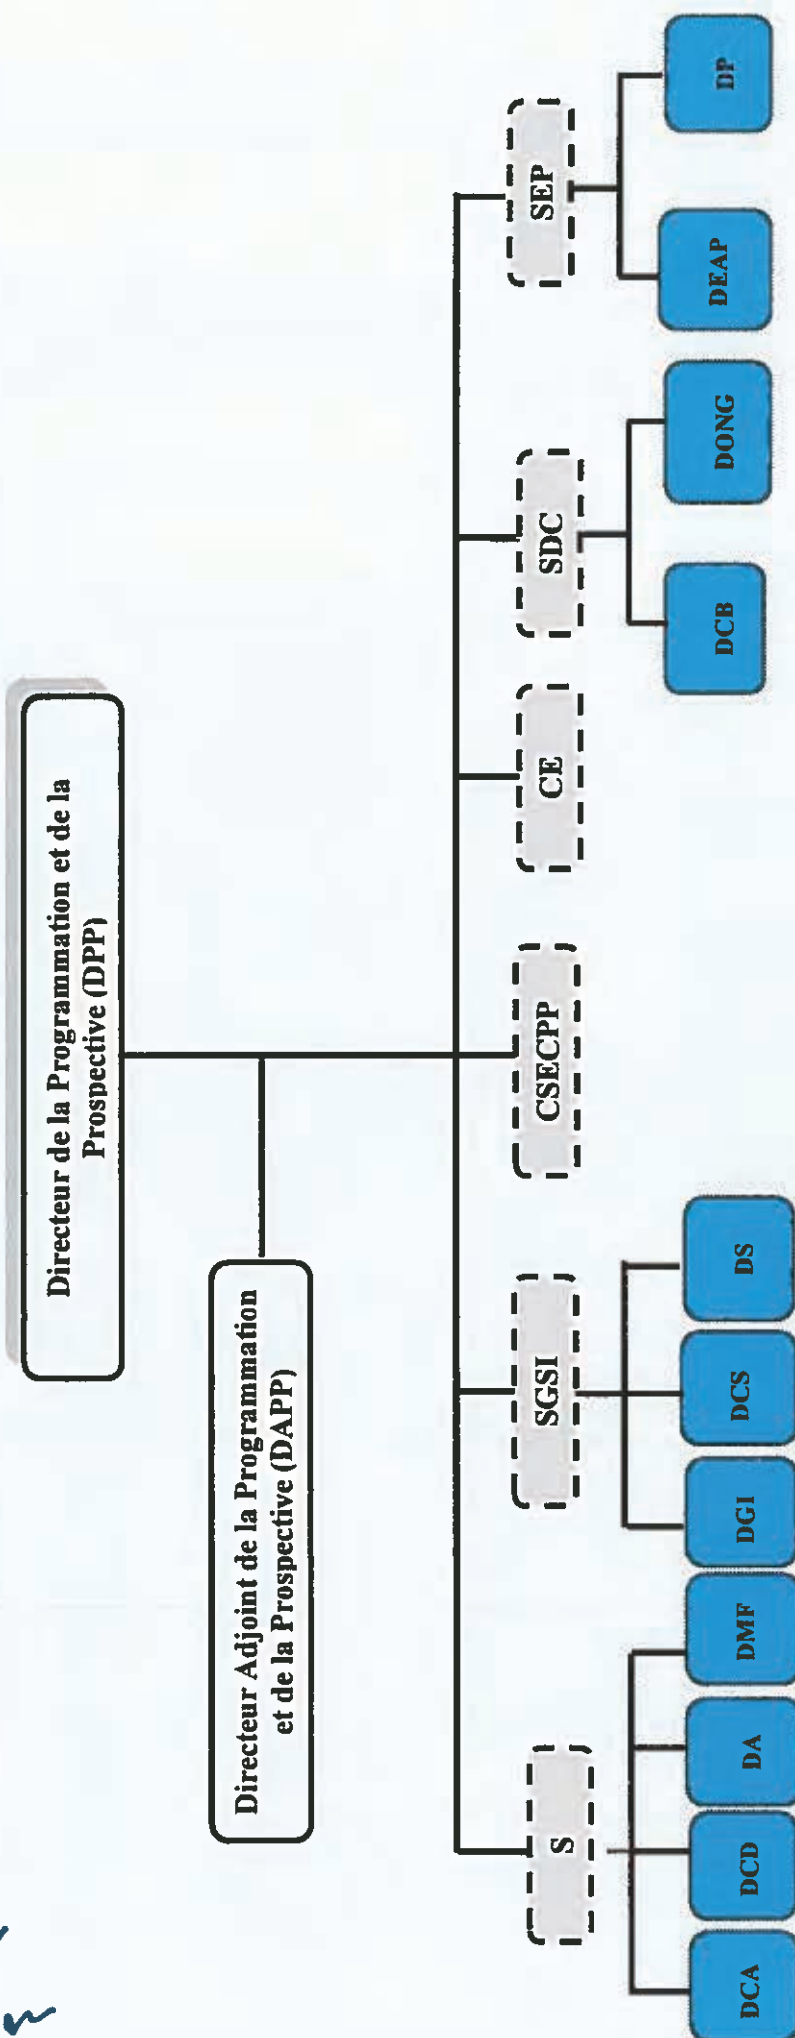 Directeur de la Programmation et de la
Prospective (DPP)
Directeur Adjoint de la Programmation
et de la Prospective (DAPP)
S
SGSI
CSECPP
CE
SDC
SEP
DCA
DCD
DA
DMF
DGI
DCS
DS
DCB
DONG
DEAP
DP